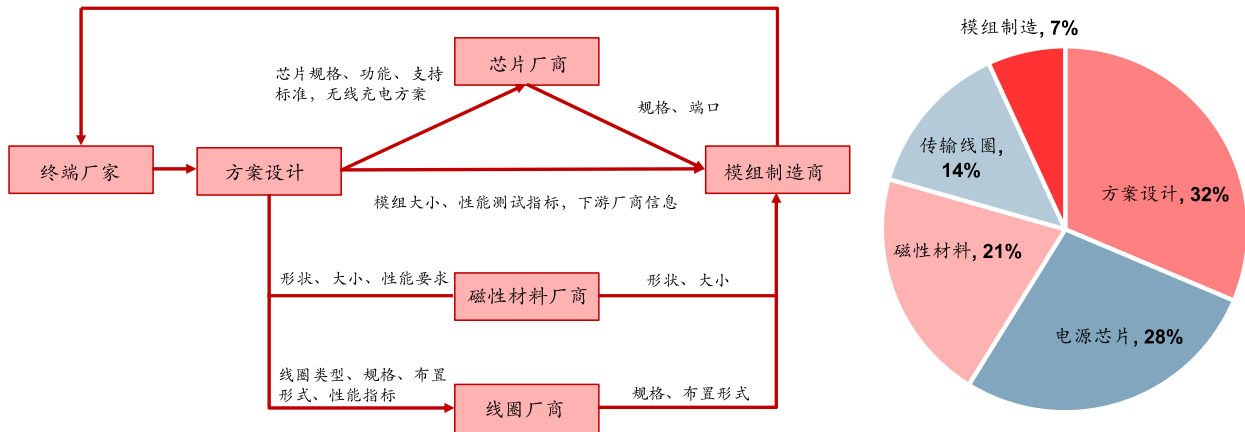 芯片厂商
芯片规格、功能、支持
标准，无线充电方案
规格、端口
终端厂家
方案设计
模组制造商
模组大小、性能测试指标，下游厂商信息
形状、大小、性能要求
磁性材料厂商
形状、大小
线圈类型、规格、布置
形式、性能指标
线圈厂商
规格、布置形式
模组制造, 7%
传输线圈,
14%
方案设计, 32%
磁性材料, 21%
电源芯片, 28%